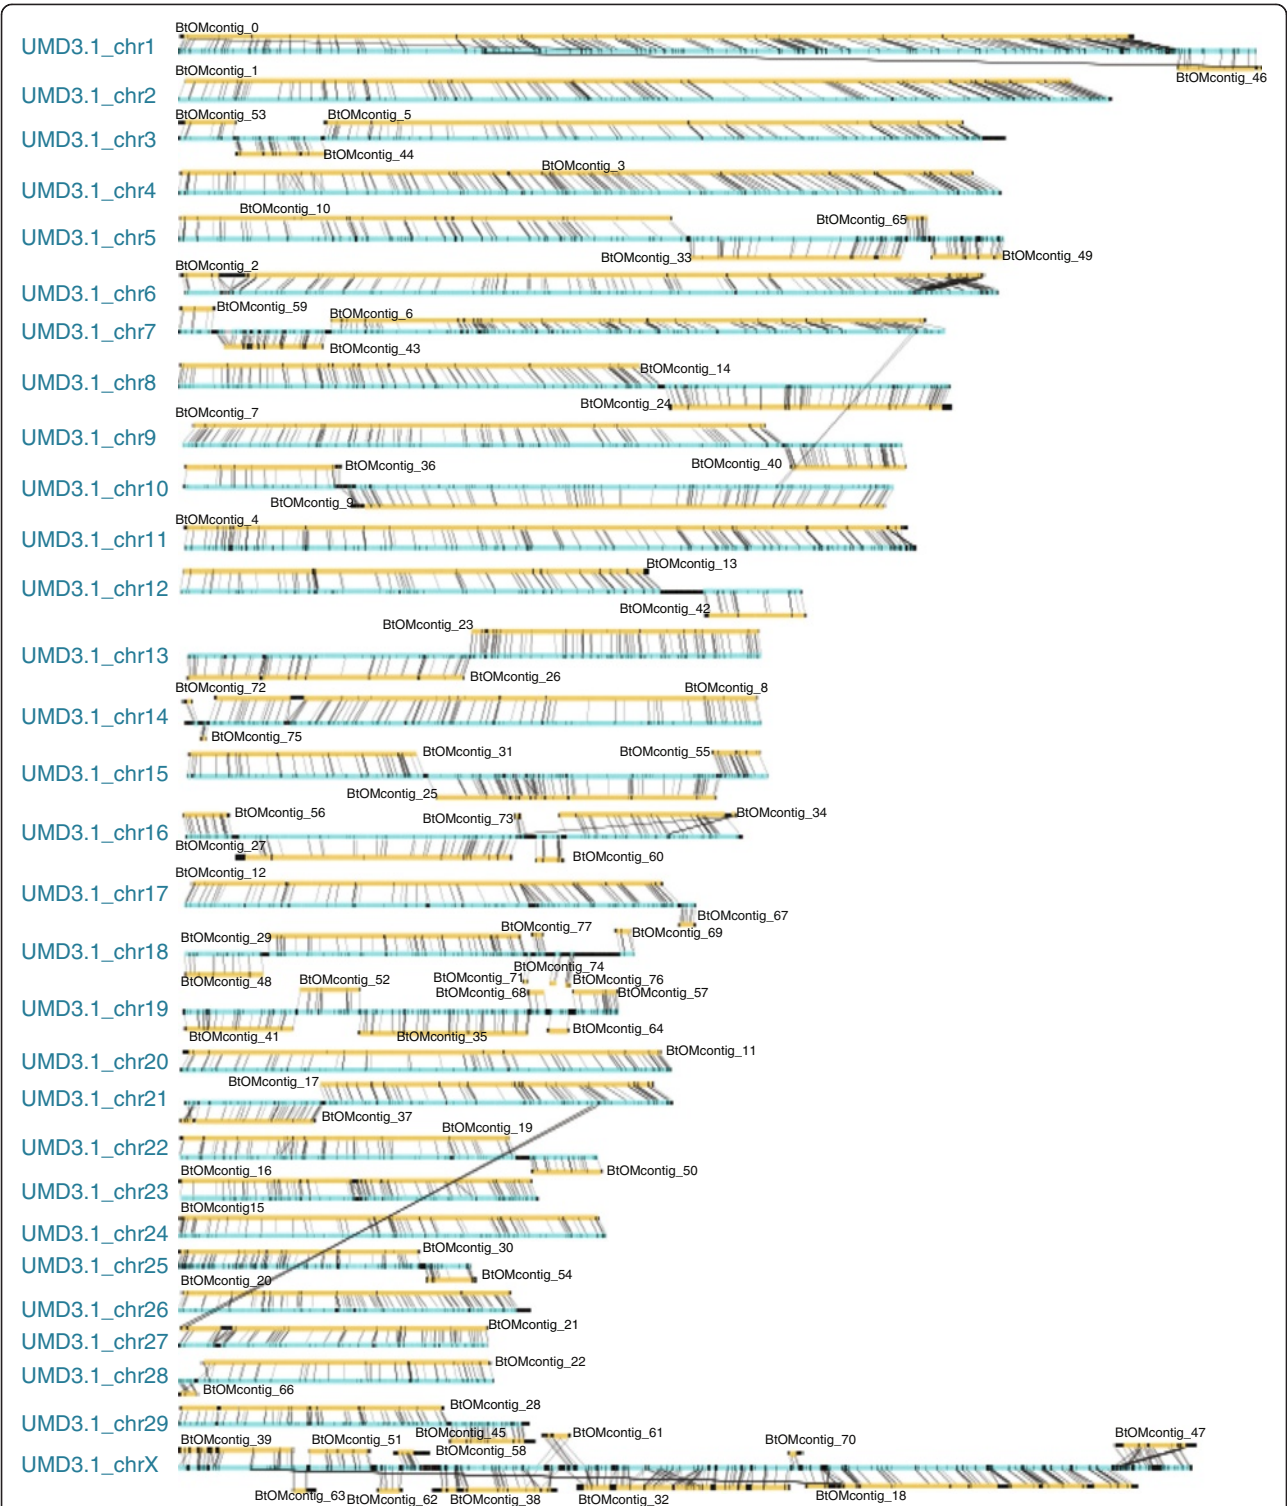 BtOMcontig_0
UMD3.1_chr1
BtOMcontig_46
BtOMcontig_1
UMD3.1_chr2
BtOMcontig_53 BtOMcontig_5
UMD3.1_chr3
BtOMcontig_44
BtOMcontig_3
UMD3.1_chr4
BtOMcontig_10 BtOMcontig_65
UMD3.1_chr5
BtOMcontig_33 BtOMcontig_49
BtOMcontig_2
UMD3.1_chr6
BtOMcontig_59 BtOMcontig_6
UMD3.1_chr7
BtOMcontig_43
BtOMcontig_14
UMD3.1_chr8
BtOMcontig_24
BtOMcontig_7
UMD3.1_chr9
BtOMcontig_40
BtOMcontig_36
UMD3.1_chr10
BtOMcontig_9
BtOMcontig_4
UMD3.1_chr11
BtOMcontig_13
UMD3.1_chr12
BtOMcontig_42
BtOMcontig_23
UMD3.1_chr13
BtOMcontig_26
BtOMcontig_72 BtOMcontig_8
UMD3.1_chr14
BtOMcontig_75
BtOMcontig_31 BtOMcontig_55
UMD3.1_chr15
BtOMcontig_25
BtOMcontig_56 BtOMcontig_73 BtOMcontig_34
UMD3.1_chr16
BtOMcontig_27 BtOMcontig_60
BtOMcontig_12
UMD3.1_chr17
BtOMcontig_67
BtOMcontig_29 BtOMcontig_77 BtOMcontig_69
UMD3.1_chr18
BtOMcontig_48 BtOMcontig_74
BtOMcontig_52 BtOMcontig_71 BtOMcontig_76
BtOMcontig_68 BtOMcontig_57
UMD3.1_chr19
BtOMcontig_41 BtOMcontig_35 BtOMcontig_64
BtOMcontig_11
UMD3.1_chr20
BtOMcontig_17
UMD3.1_chr21
BtOMcontig_37
BtOMcontig_19
UMD3.1_chr22
BtOMcontig_50
BtOMcontig_16
UMD3.1_chr23
BtOMcontig15
UMD3.1_chr24
BtOMcontig_30
UMD3.1_chr25
BtOMcontig_54
BtOMcontig_20
UMD3.1_chr26
BtOMcontig_21
UMD3.1_chr27
BtOMcontig_22
UMD3.1_chr28
BtOMcontig_66
BtOMcontig_28
UMD3.1_chr29
BtOMcontig_45
BtOMcontig_39 BtOMcontig_51 BtOMcontig_58 BtOMcontig_61 BtOMcontig_70 BtOMcontig_47
UMD3.1_chrX
BtOMcontig_63 BtOMcontig_62 BtOMcontig_38 BtOMcontig_32 BtOMcontig_18